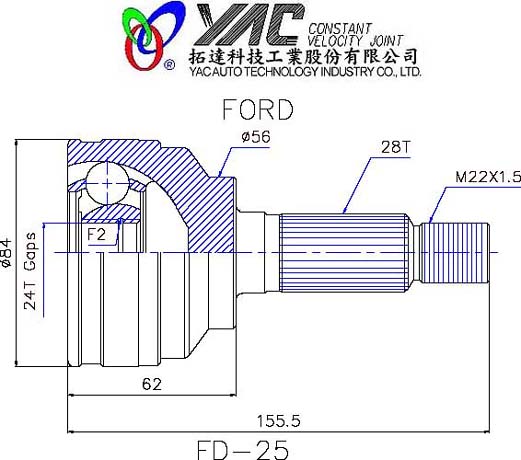 YAC CONSTANT
VELOCITY JOINT
拓達科技工業股份有限公司
YAC AUTO TECHNOLOGY INDUSTRY CO., LTD.
FORD
ø56
28T
M22X1.5
F2
ø84
24T Gaps
62
155.5
FD-25